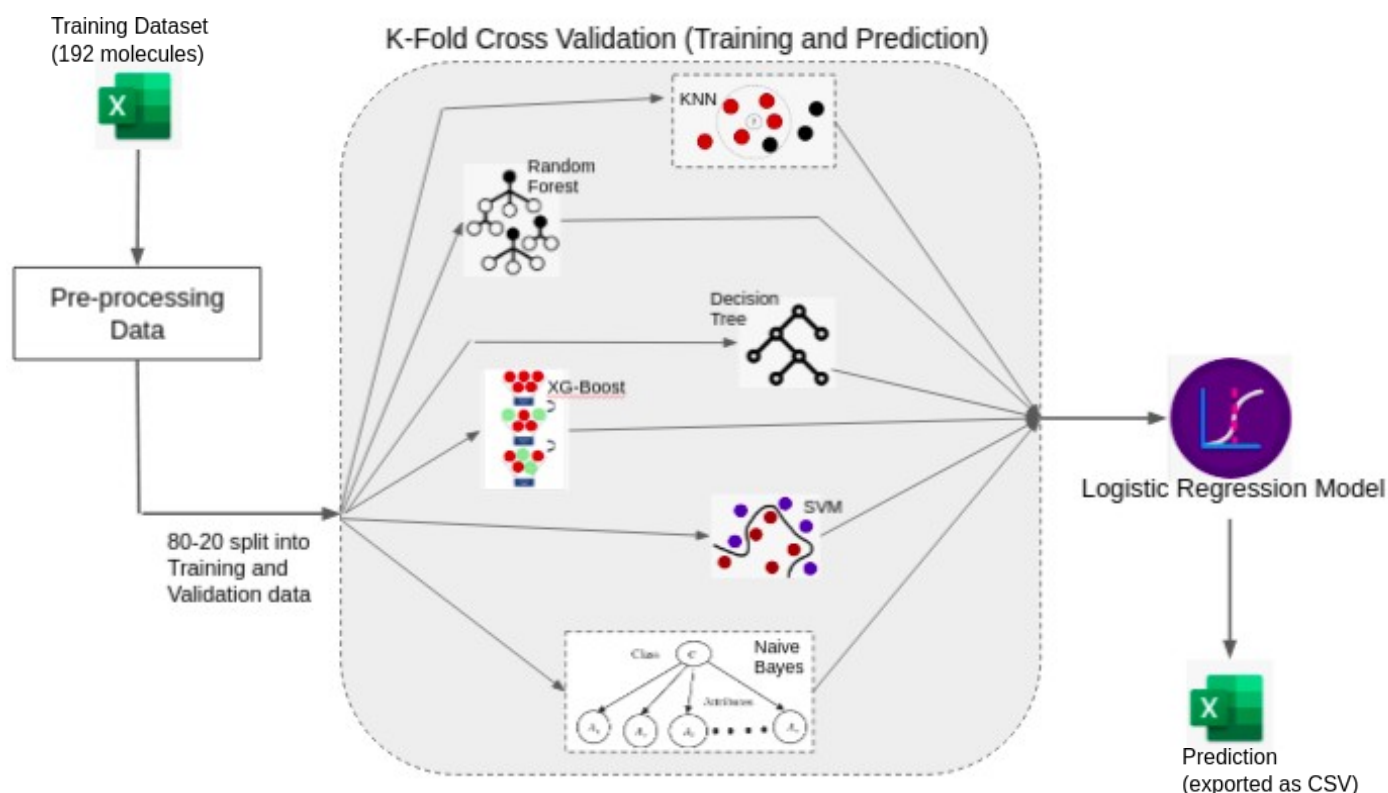 Training Dataset
(192 molecules)
K-Fold Cross Validation (Training and Prediction)
X
KNN
?
Random
Forest
Pre-processing
Data
Decision
Tree
XG-Boost
SVM
Logistic Regression Model
80-20 split into
Training and
Validation data
Class
C
Naive
Bayes
Attributes
X
Prediction
(exported as CSV)